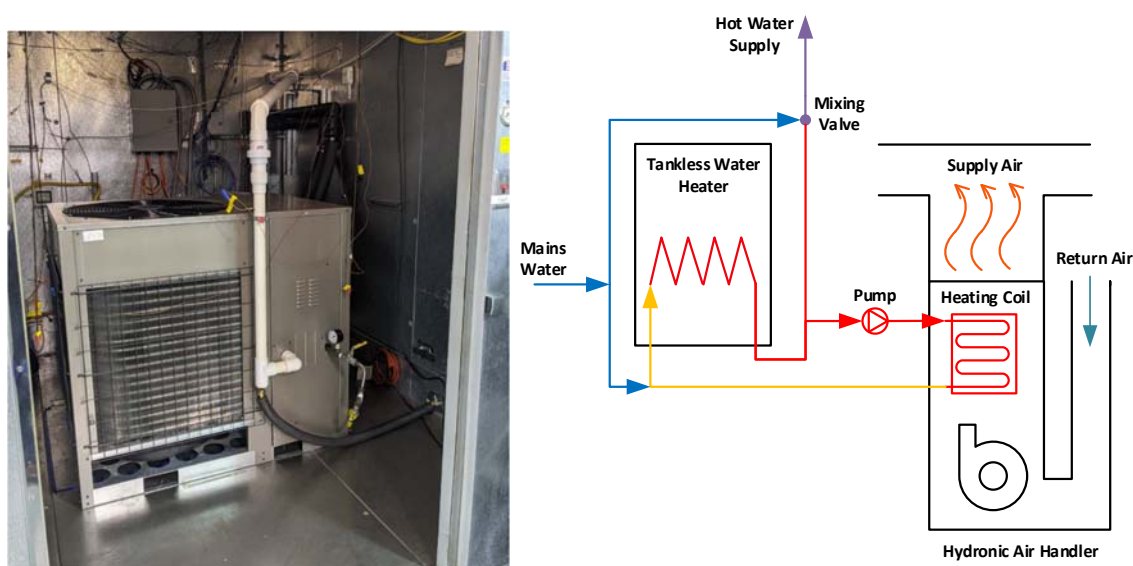 Hot Water
Supply
Mixing
Valve
Tankless Water
Heater
Supply Air
Mains
Water
Return Air
Pump
Heating Coil
Hydronic Air Handler